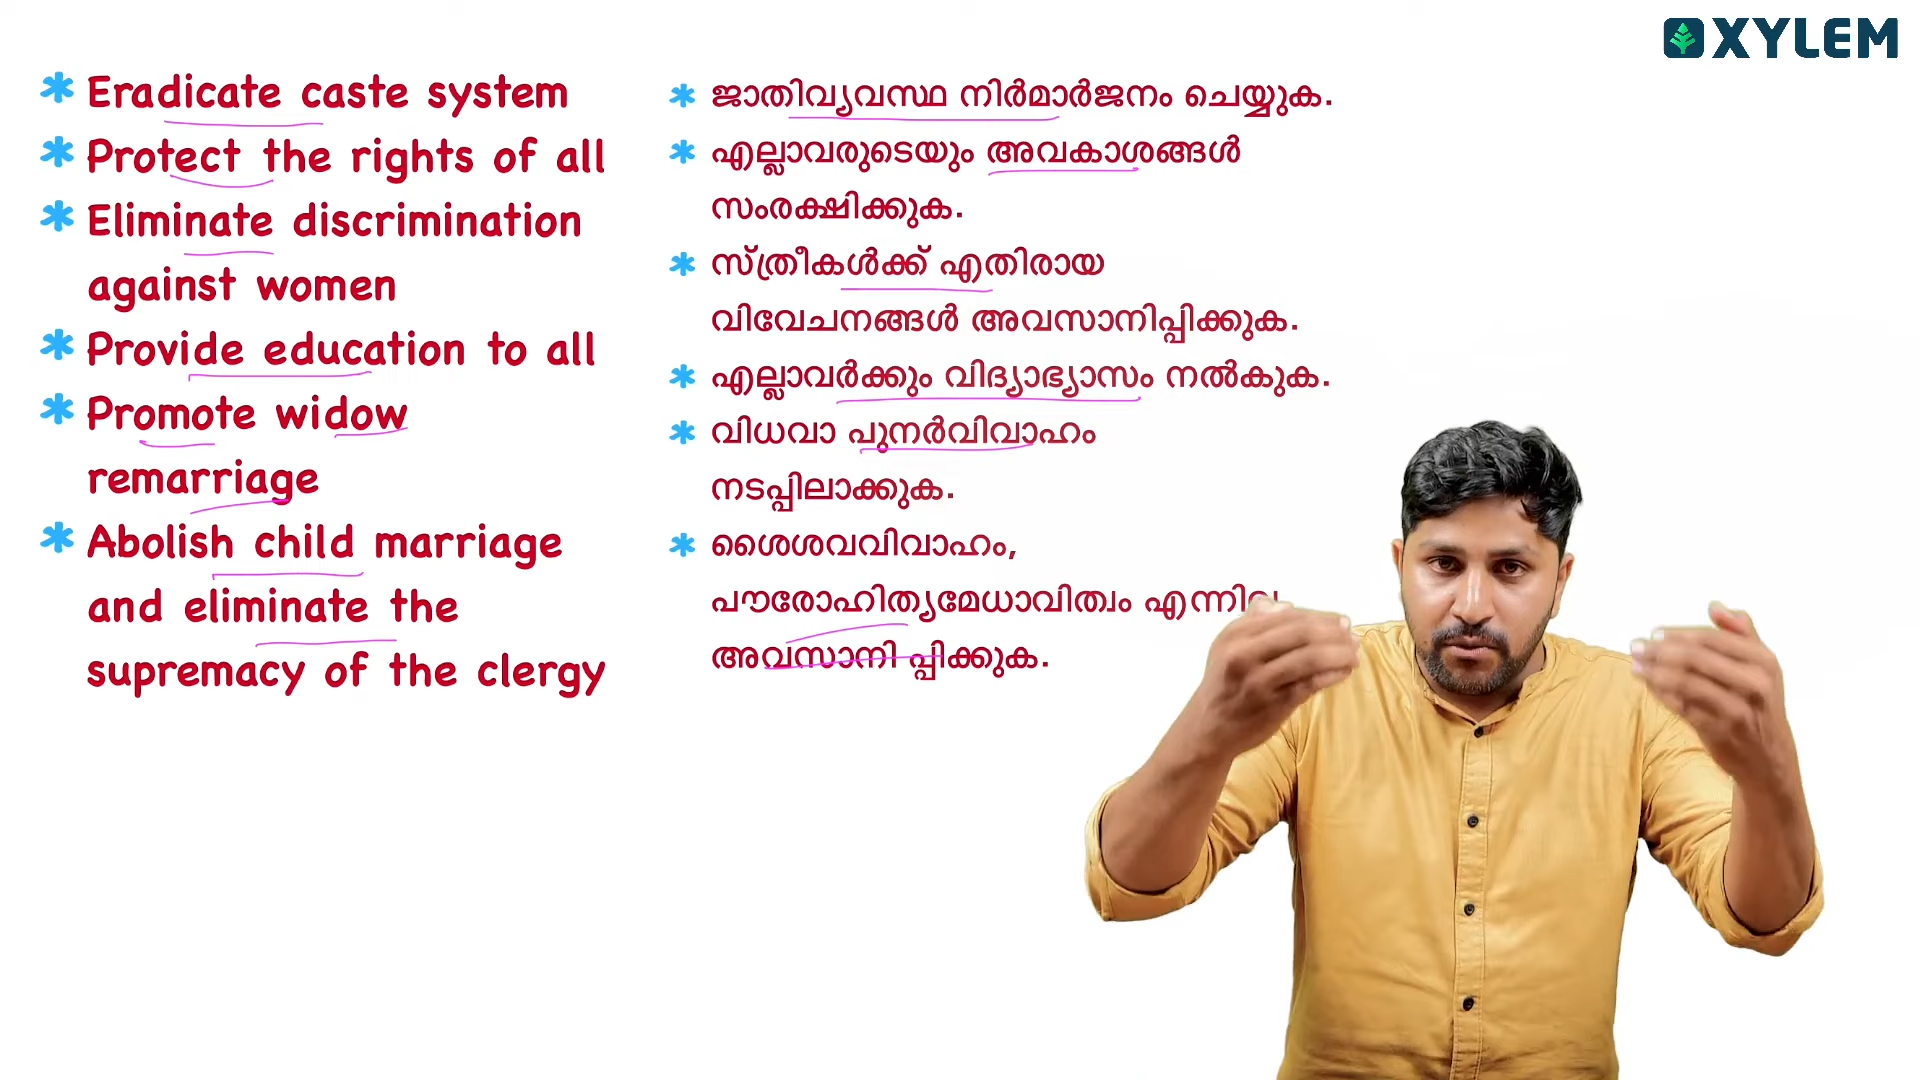 XYLEM
* Eradicate caste system
* Protect the rights of all
* Eliminate discrimination
against women
* Provide education to all
* Promote widow
remarriage
* Abolish child marriage
and eliminate the
supremacy of the clergy
* ജാതിവ്യവസ്ഥ നിർമാർജനം ചെയ്യുക.
* എല്ലാവരുടെയും അവകാശങ്ങൾ
സംരക്ഷിക്കുക.
* സ്ത്രീകൾക്ക് എതിരായ
വിവേചനങ്ങൾ അവസാനിപ്പിക്കുക.
* എല്ലാവർക്കും വിദ്യാഭ്യാസം നൽകുക.
* വിധവാ പുനർവിവാഹം
നടപ്പിലാക്കുക.
* ശൈശവവിവാഹം,
പൗരോഹിത്യമേധാവിത്വം എന്നിവ
അവസാനി പ്പിക്കുക.